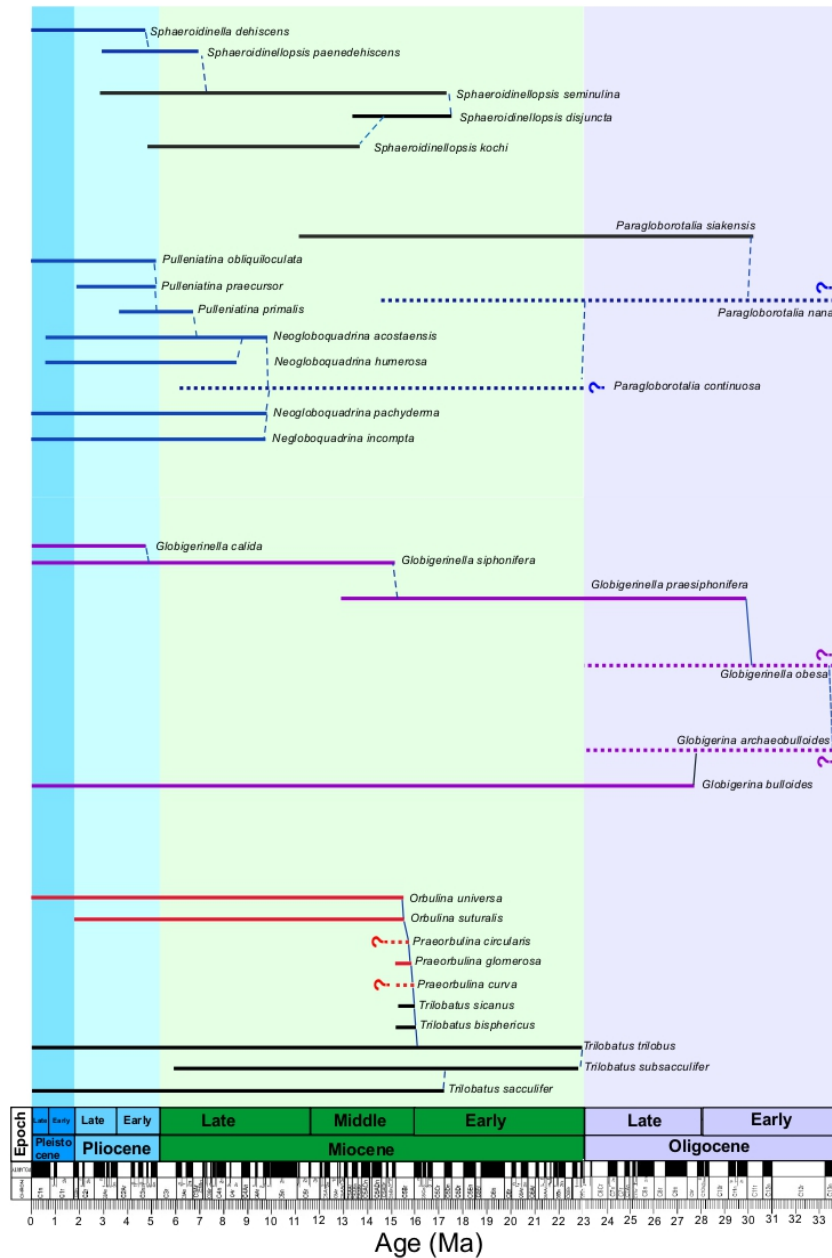 Sphaeroidinella dehiscens
Sphaeroidinellopsis paenedehiscens
Sphaeroidinellopsis seminulina
Sphaeroidinellopsis disjuncta
Sphaeroidinellopsis kochi
Paragloborotalia siakensis
Pulleniatina obliquiloculata
?
Pulleniatina praecursor
Pulleniatina primalis
Paragloborotalia nana
Neogloboquadrina acostaensis
Neogloboquadrina humerosa
? Paragloborotalia continuosa
Neogloboquadrina pachyderma
Negloboquadrina incompta
Globigerinella calida
Globigerinella siphonifera
Globigerinella praesiphonifera
?
Globigerinella obesa
Globigerina archaeobulloides
?
Globigerina bulloides
Orbulina universa
Orbulina suturalis
? Praeorbulina circularis
Praeorbulina glomerosa
? Praeorbulina curva
Trilobatus sicanus
Trilobatus bisphericus
Trilobatus trilobus
Trilobatus subsacculifer
Trilobatus sacculifer
Epoch
Late Early Late Early Late Middle Early Late Early
Pleisto
cene
Pliocene Miocene Oligocene
0 1 2 3 4 5 6 7 8 9 10 11 12 13 14 15 16 17 18 19 20 21 22 23 24 25 26 27 28 29 30 31 32 33
Age (Ma)